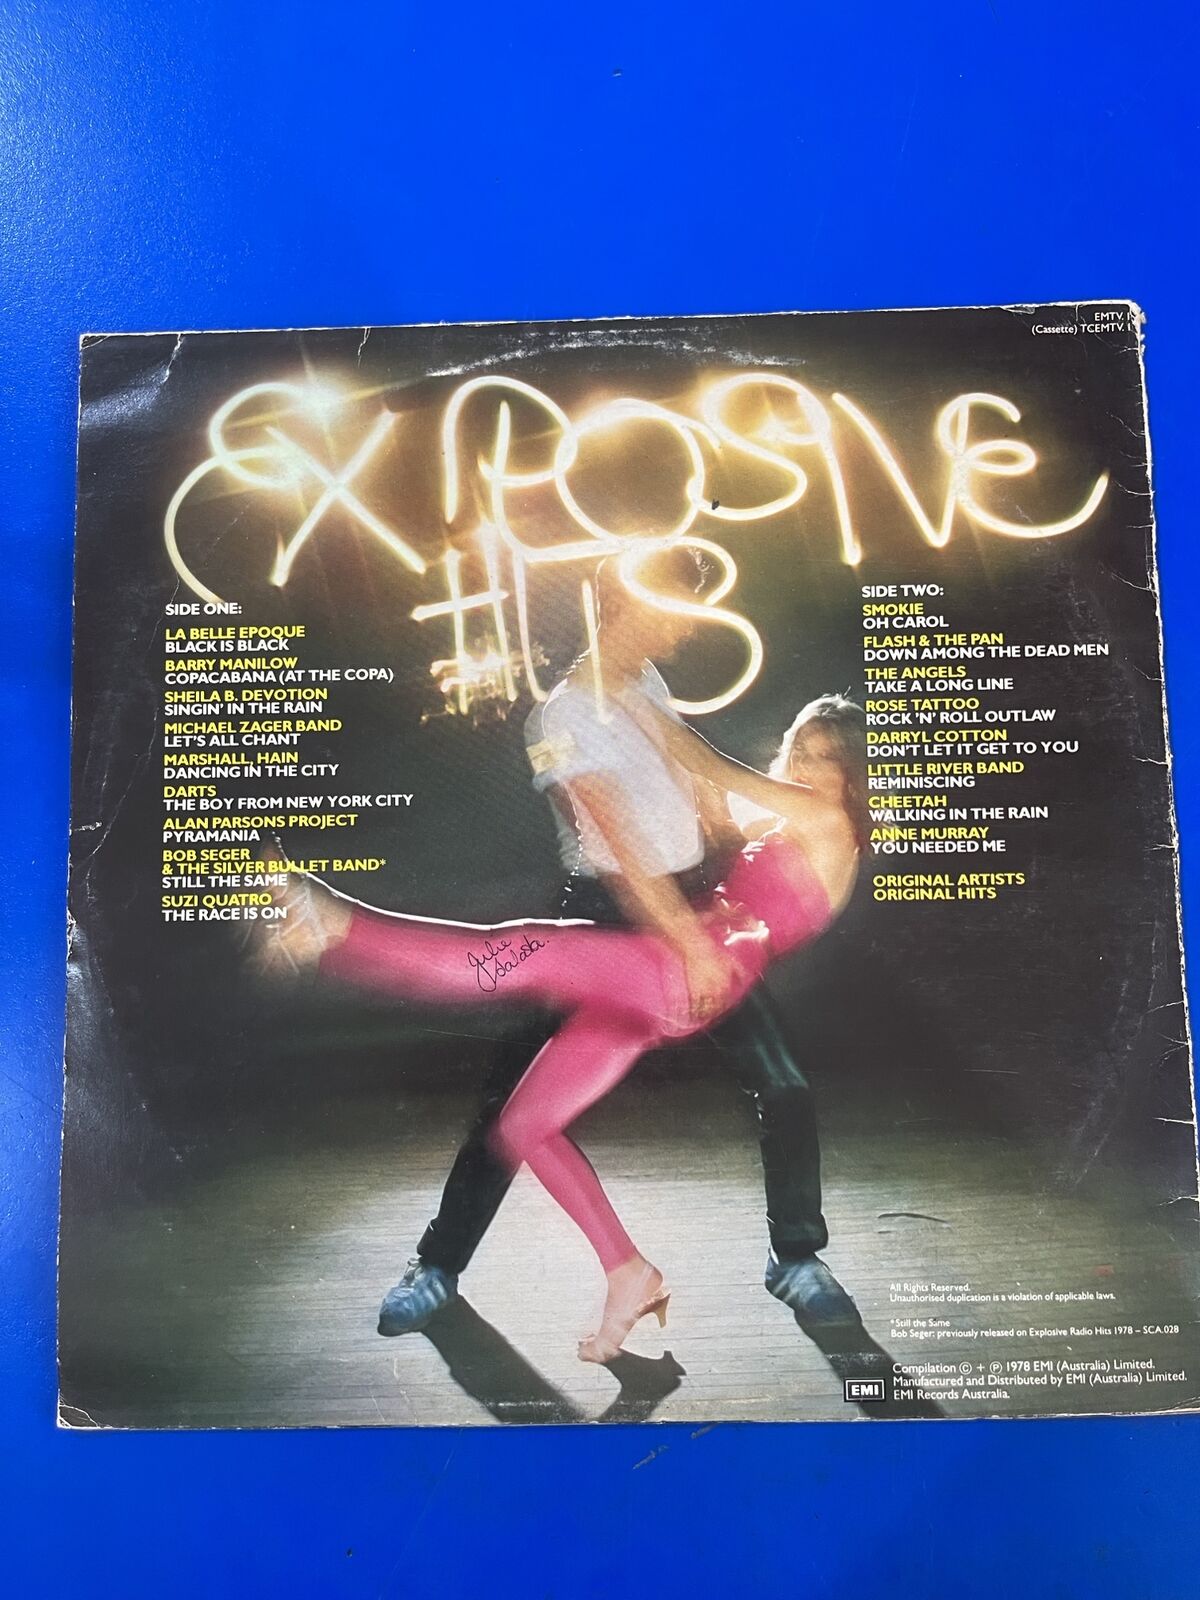 EMTV. 1
(Cassette) TCEMTV. 1
EXPLOSIVE
HITS
SIDE ONE:
LA BELLE EPOQUE
BLACK IS BLACK
BARRY MANILOW
COPACABANA (AT THE COPA)
SHEILA B. DEVOTION
SINGIN' IN THE RAIN
MICHAEL ZAGER BAND
LET'S ALL CHANT
MARSHALL, HAIN
DANCING IN THE CITY
DARTS
THE BOY FROM NEW YORK CITY
ALAN PARSONS PROJECT
PYRAMANIA
BOB SEGER
& THE SILVER BULLET BAND*
STILL THE SAME
SUZI QUATRO
THE RACE IS ON
SIDE TWO:
SMOKIE
OH CAROL
FLASH & THE PAN
DOWN AMONG THE DEAD MEN
THE ANGELS
TAKE A LONG LINE
ROSE TATTOO
ROCK 'N' ROLL OUTLAW
DARRYL COTTON
DON'T LET IT GET TO YOU
LITTLE RIVER BAND
REMINISCING
CHEETAH
WALKING IN THE RAIN
ANNE MURRAY
YOU NEEDED ME
ORIGINAL ARTISTS
ORIGINAL HITS
Julie
All Rights Reserved.
Unauthorised duplication is a violation of applicable laws.
*Still the Same
Bob Seger: previously released on Explosive Radio Hits 1978 – SCA.028
EMI
Compilation © + ℗ 1978 EMI (Australia) Limited.
Manufactured and Distributed by EMI (Australia) Limited.
EMI Records Australia.